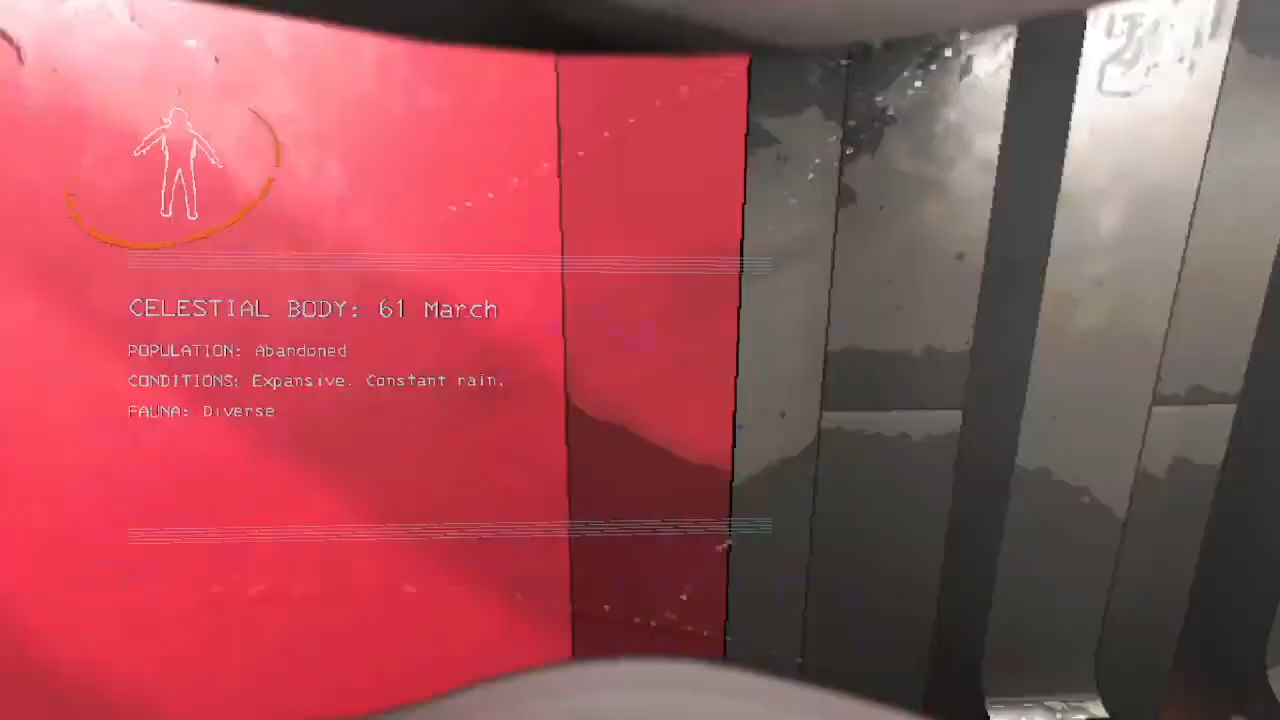 CELESTIAL BODY: 61 March
POPULATION: Abandoned
CONDITIONS: Expansive. Constant rain.
FAUNA: Diverse